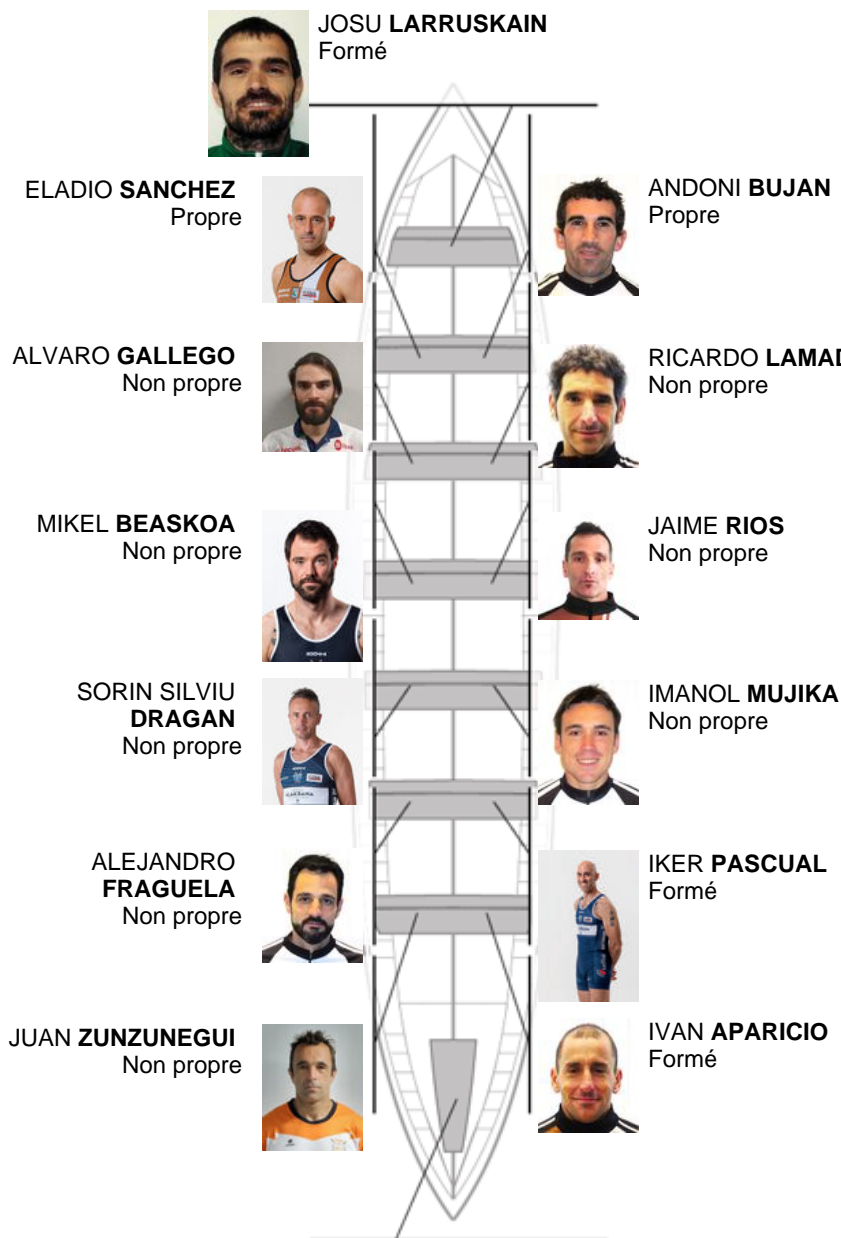 JOSU LARRUSKAIN
Formé
ELADIO SANCHEZ
Propre
ANDONI BUJAN
Propre
ALVARO GALLEGO
Non propre
RICARDO
Non propre
MIKEL BEASKOA
Non propre
JAIME RIOS
Non propre
SORIN SILVIU
DRAGAN
Non propre
IMANOL MUJIKA
Non propre
ALEJANDRO
FRAGUELA
Non propre
IKER PASCUAL
Formé
JUAN ZUNZUNEGUI
Non propre
IVAN APARICIO
Formé